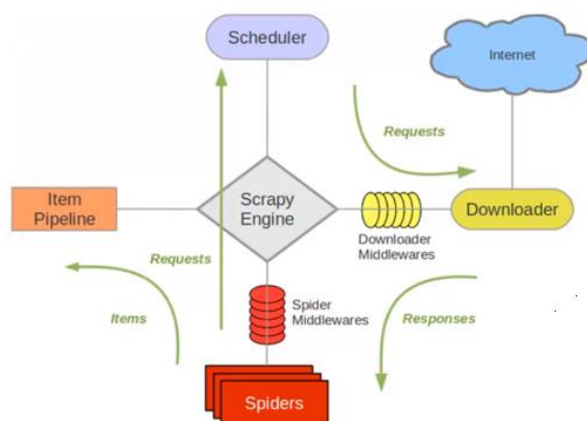 Scheduler
Internet
Requests
Item
Pipeline
Scrapy
Engine
Downloader
Downloader
Middlewares
Requests
Spider
Middlewares
Items
Responses
Spiders